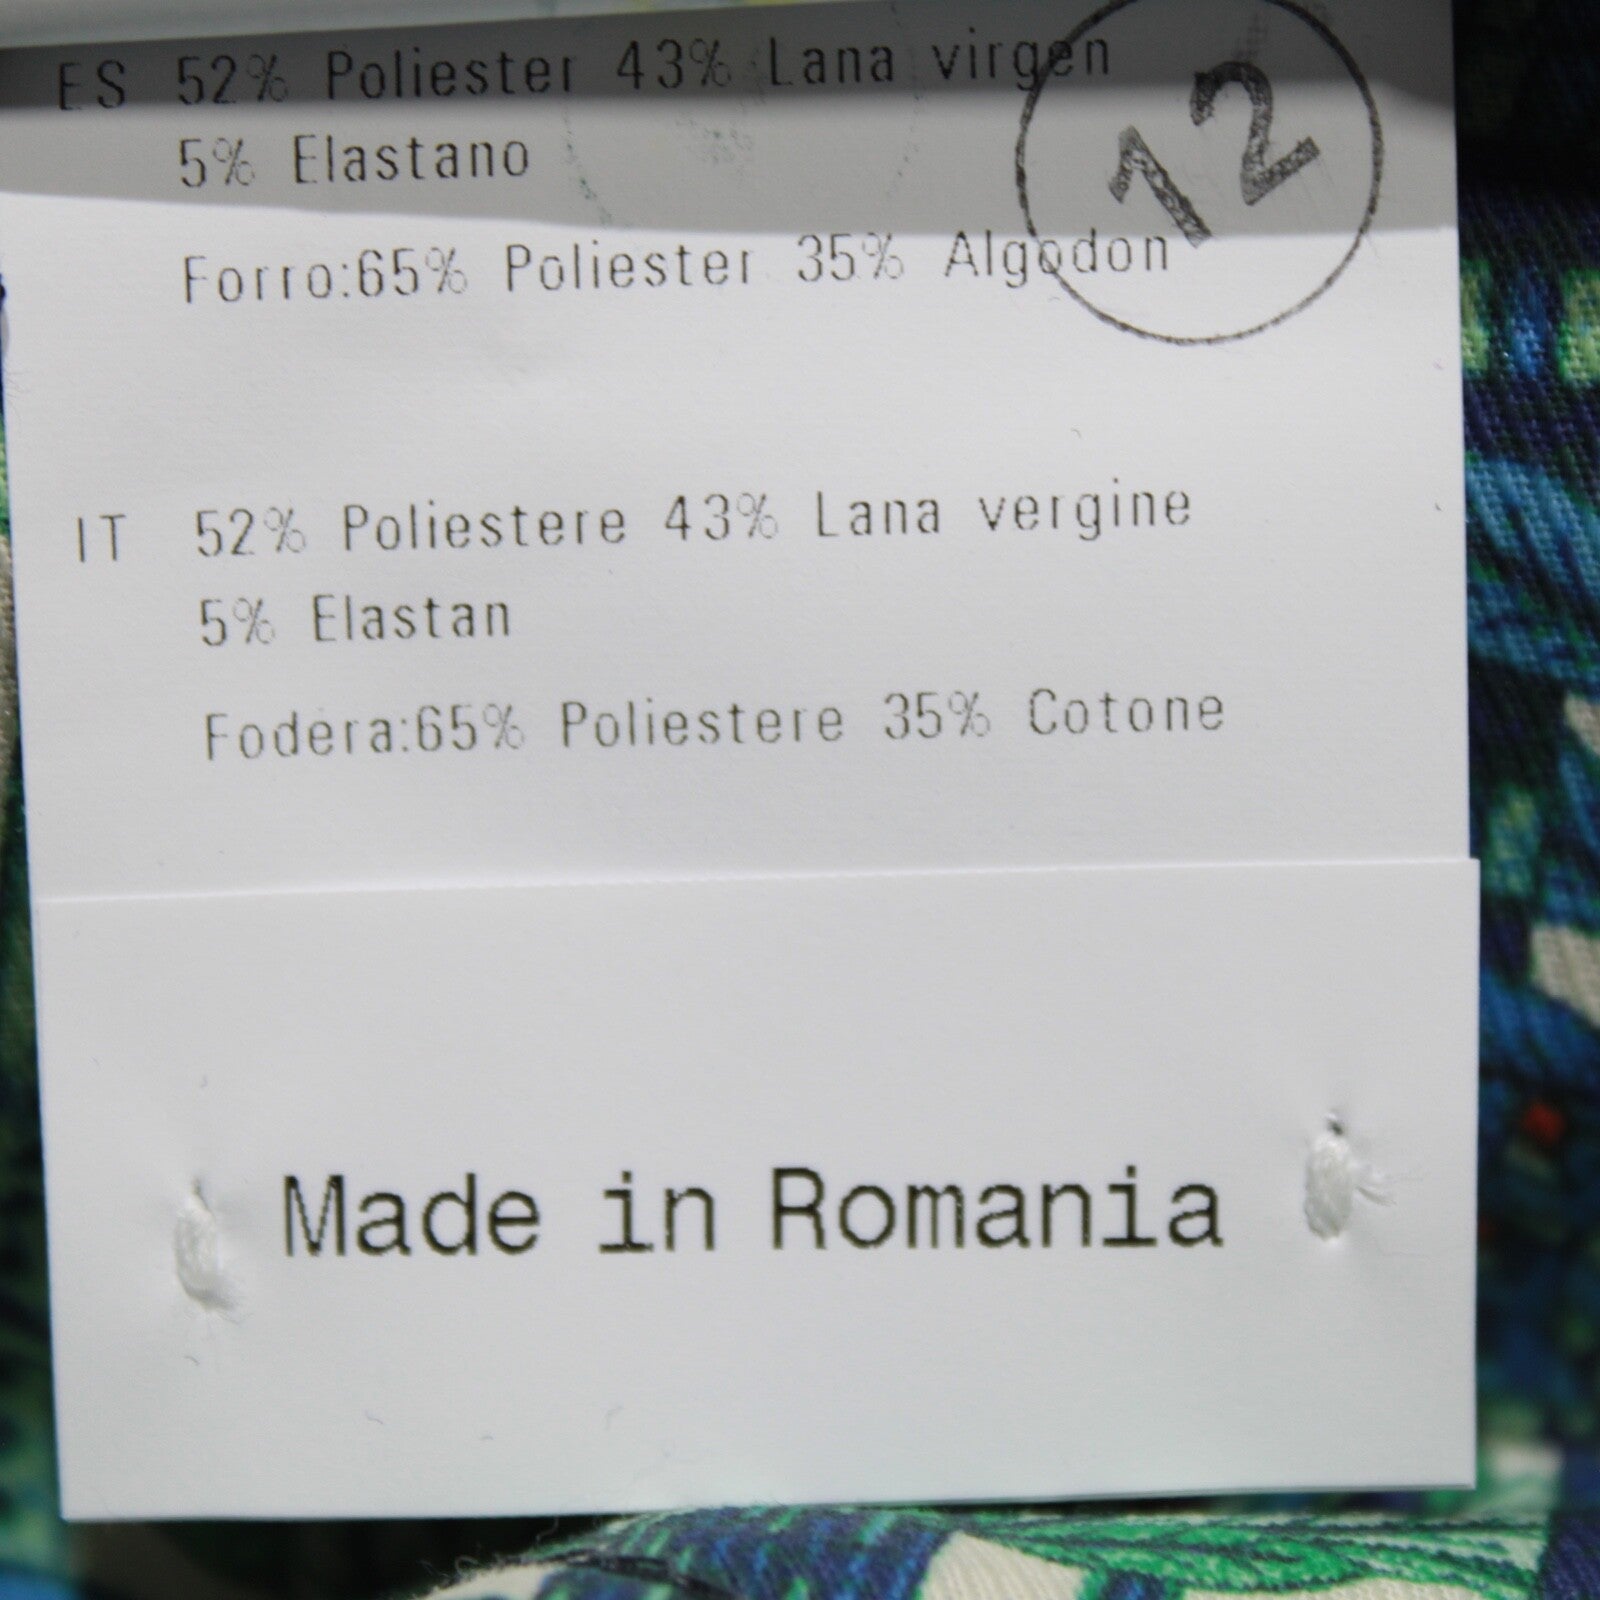 ES 52% Poliester 43% Lana virgen
5% Elastano
Forro:65% Poliester 35% Algodon
12
IT 52% Poliestere 43% Lana vergine
5% Elastan
Fodera:65% Poliestere 35% Cotone
Made in Romania